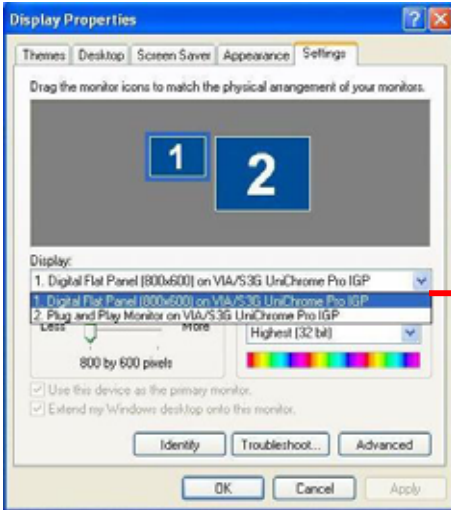 Display Properties
Themes Desktop Screen Saver Appearance Settings
Drag the monitor icons to match the physical arrangement of your monitors.
1 2
Display:
1. Digital Flat Panel (800x600) on VIA/S3G UniChrome Pro IGP
1. Digital Flat Panel (800x600) on VIA/S3G UniChrome Pro IGP
2. Plug and Play Monitor on VIA/S3G UniChrome Pro IGP
Less More Highest (32 bit)
800 by 600 pixels
Use this device as the primary monitor.
Extend my Windows desktop onto this monitor.
Identify Troubleshoot... Advanced
OK Cancel Apply